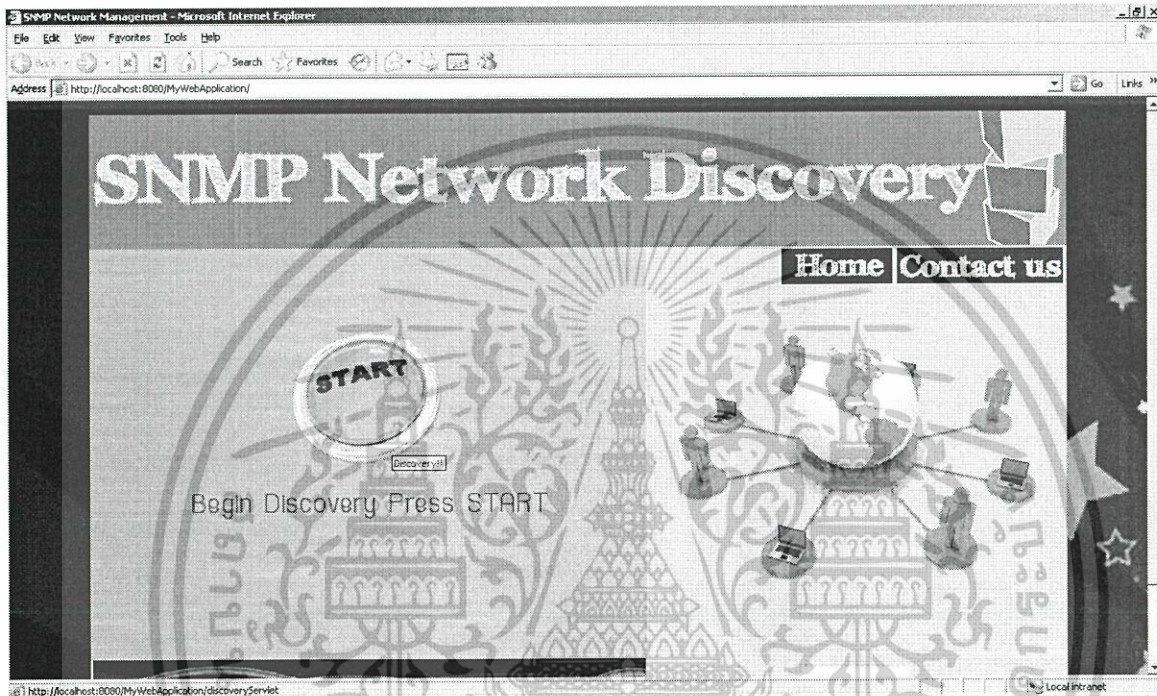 SNMP Network Management - Microsoft Internet Explorer
File Edit View Favorites Tools Help
Back Search Favorites
Address http://localhost:8080/MyWebApplication/ Go Links »
SNMP Network Discovery
Home Contact us
START
Discovery!!
Begin Discovery Press START
http://localhost:8080/MyWebApplication/discoveryServlet Local intranet